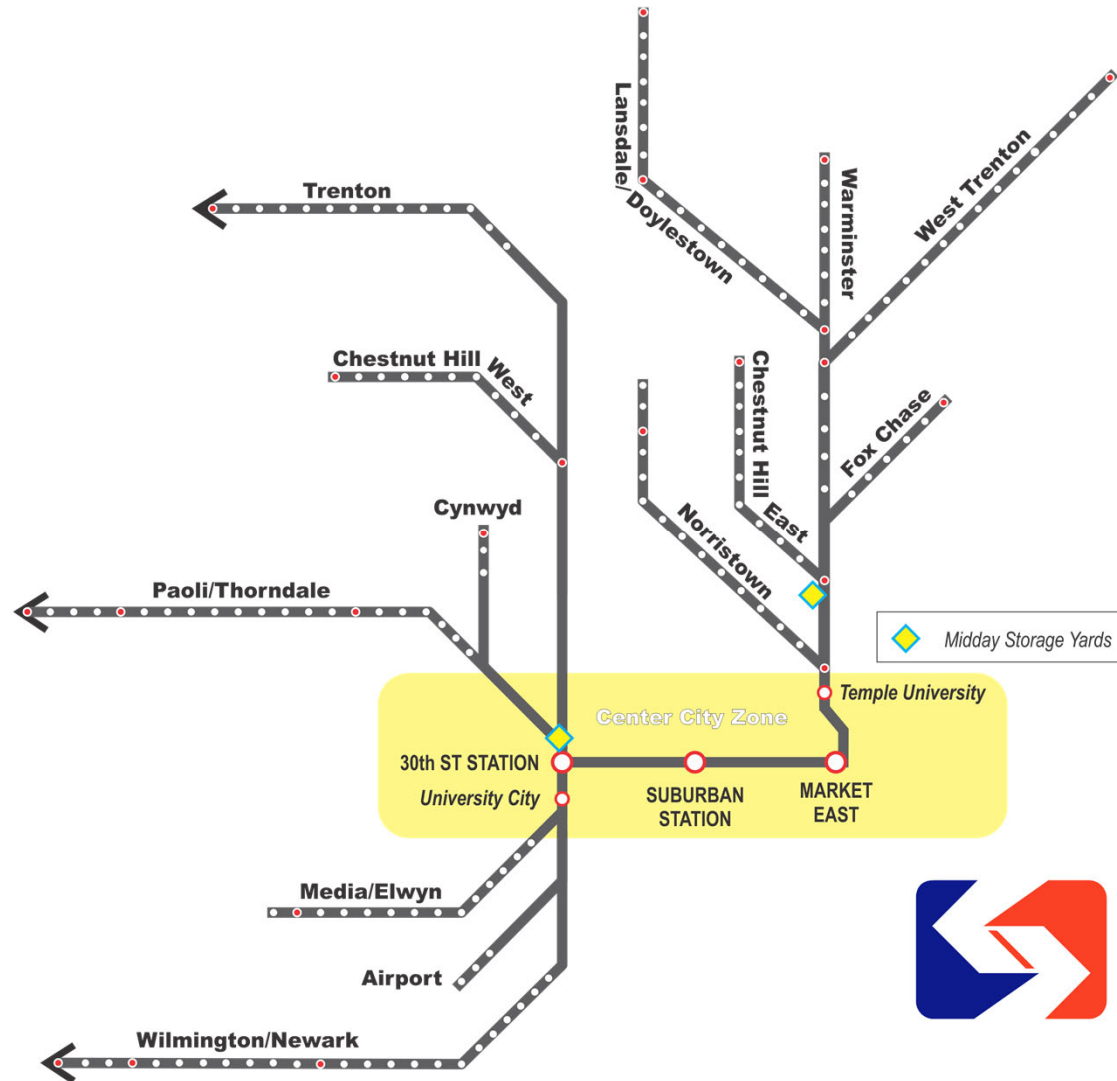 Lansdale/Doylestown
Warminster
West Trenton
Trenton
Chestnut Hill West
Chestnut Hill East
Fox Chase
Norristown
Cynwyd
Paoli/Thorndale
Midday Storage Yards
Temple University
Center City Zone
30th ST STATION
University City
SUBURBAN
STATION
MARKET
EAST
Media/Elwyn
Airport
Wilmington/Newark